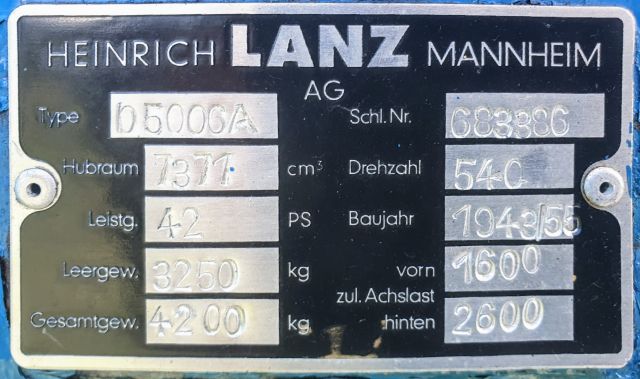 HEINRICH LANZ MANNHEIM
AG
Type D5006A Schl.Nr. 683386
Hubraum 7371 cm³ Drehzahl 540
Leistg. 42 PS Baujahr 1943/55
Leergew. 3250 kg vorn 1600
zul. Achslast
Gesamtgew. 4200 kg hinten 2600